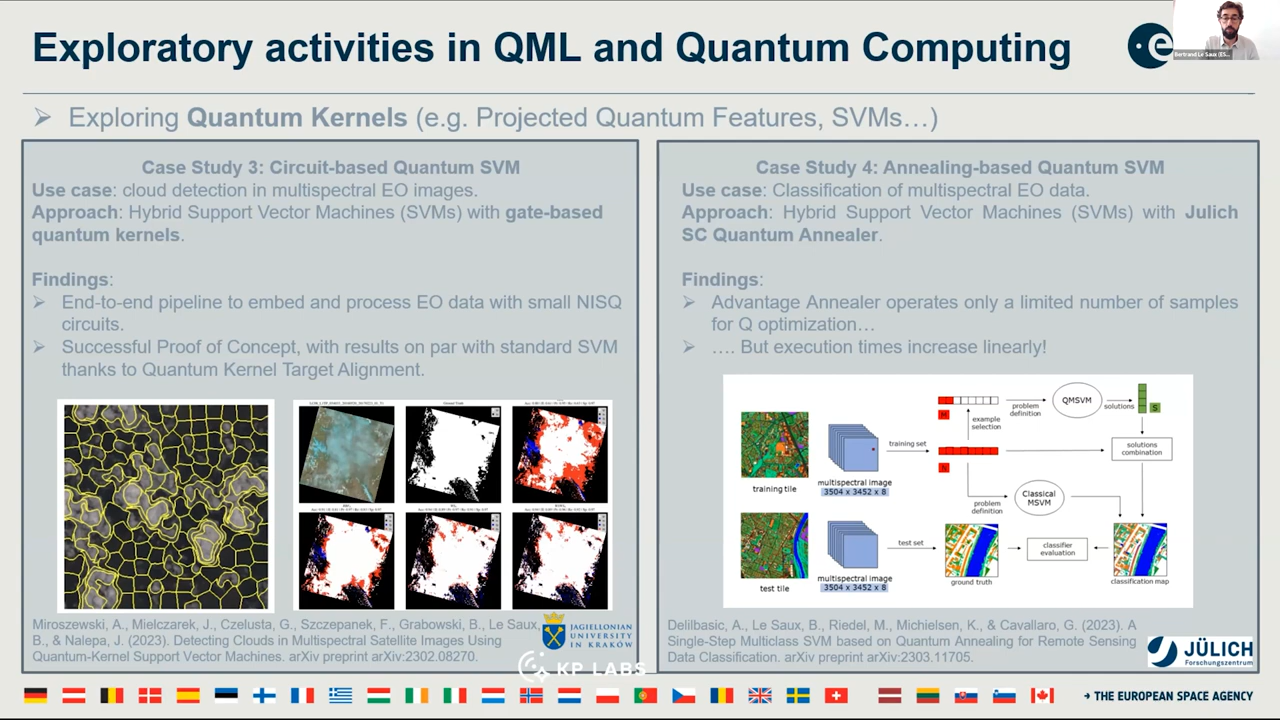 Exploratory activities in QML and Quantum Computing
Bertrand Le Saux (ES...
Exploring Quantum Kernels (e.g. Projected Quantum Features, SVMs…)
Case Study 3: Circuit-based Quantum SVM
Use case: cloud detection in multispectral EO images.
Approach: Hybrid Support Vector Machines (SVMs) with gate-based
quantum kernels.
Findings:
End-to-end pipeline to embed and process EO data with small NISQ
circuits.
Successful Proof of Concept, with results on par with standard SVM
thanks to Quantum Kernel Target Alignment.
Miroszewski, A., Mielczarek, J., Czelusta, G., Szczepanek, F., Grabowski, B., Le Saux,
B., & Nalepa, J. (2023). Detecting Clouds in Multispectral Satellite Images Using
Quantum-Kernel Support Vector Machines. arXiv preprint arXiv:2302.08270.
JAGIELLONIAN
UNIVERSITY
IN KRAKÓW
KP LABS
Case Study 4: Annealing-based Quantum SVM
Use case: Classification of multispectral EO data.
Approach: Hybrid Support Vector Machines (SVMs) with Julich
SC Quantum Annealer.
Findings:
Advantage Annealer operates only a limited number of samples
for Q optimization…
…. But execution times increase linearly!
M
example
selection
problem
definition
QMSVM
solutions
S
training tile
multispectral image
3504 x 3452 x 8
training set
N
solutions
combination
problem
definition
Classical
MSVM
test tile
multispectral image
3504 x 3452 x 8
test set
ground truth
classifier
evaluation
classification map
Delilbasic, A., Le Saux, B., Riedel, M., Michielsen, K., & Cavallaro, G. (2023). A
Single-Step Multiclass SVM based on Quantum Annealing for Remote Sensing
Data Classification. arXiv preprint arXiv:2303.11705.
JÜLICH
Forschungszentrum
THE EUROPEAN SPACE AGENCY